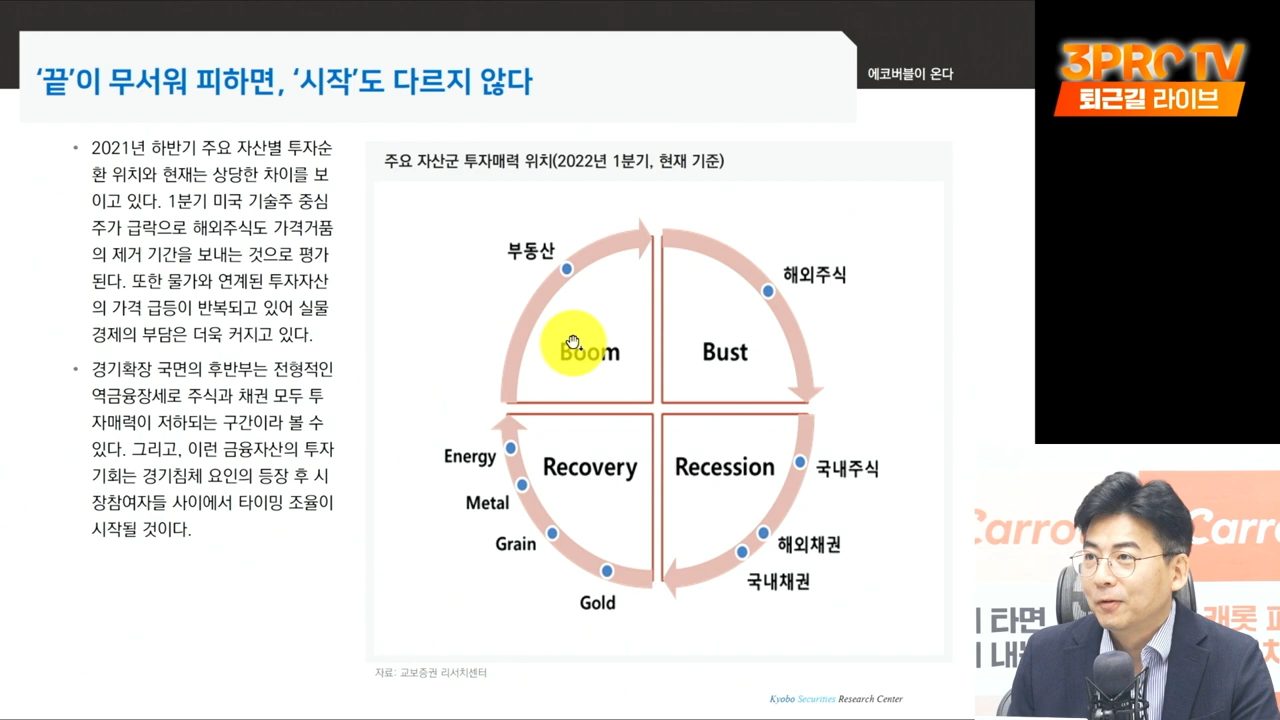 ‘끝’이 무서워 피하면, ‘시작’도 다르지 않다
에코버블이 온다
3PRO TV
퇴근길 라이브
• 2021년 하반기 주요 자산별 투자순
환 위치와 현재는 상당한 차이를 보
이고 있다. 1분기 미국 기술주 중심
주가 급락으로 해외주식도 가격거품
의 제거 기간을 보내는 것으로 평가
된다. 또한 물가와 연계된 투자자산
의 가격 급등이 반복되고 있어 실물
경제의 부담은 더욱 커지고 있다.
• 경기확장 국면의 후반부는 전형적인
역금융장세로 주식과 채권 모두 투
자매력이 저하되는 구간이라 볼 수
있다. 그리고, 이런 금융자산의 투자
기회는 경기침체 요인의 등장 후 시
장참여자들 사이에서 타이밍 조율이
시작될 것이다.
주요 자산군 투자매력 위치(2022년 1분기, 현재 기준)
부동산
해외주식
Boom
Bust
Energy
Recovery
Recession
국내주식
Metal
Grain
해외채권
국내채권
Gold
자료: 교보증권 리서치센터
Kyobo Securities Research Center
Carro
Carr
타면
캐롯